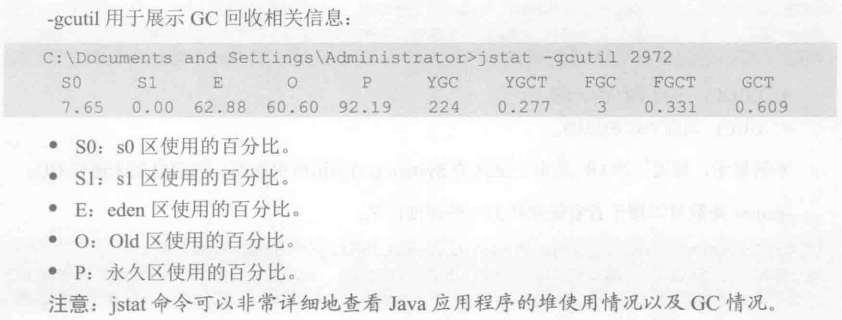 -gcutil 用于展示 GC 回收相关信息：
C:\Documents and Settings\Administrator>jstat -gcutil 2972
S0 S1 E O P YGC YGCT FGC FGCT GCT
7.65 0.00 62.88 60.60 92.19 224 0.277 3 0.331 0.609
• S0：s0 区使用的百分比。
• S1：s1 区使用的百分比。
• E：eden 区使用的百分比。
• O：Old 区使用的百分比。
• P：永久区使用的百分比。
注意：jstat 命令可以非常详细地查看 Java 应用程序的堆使用情况以及 GC 情况。